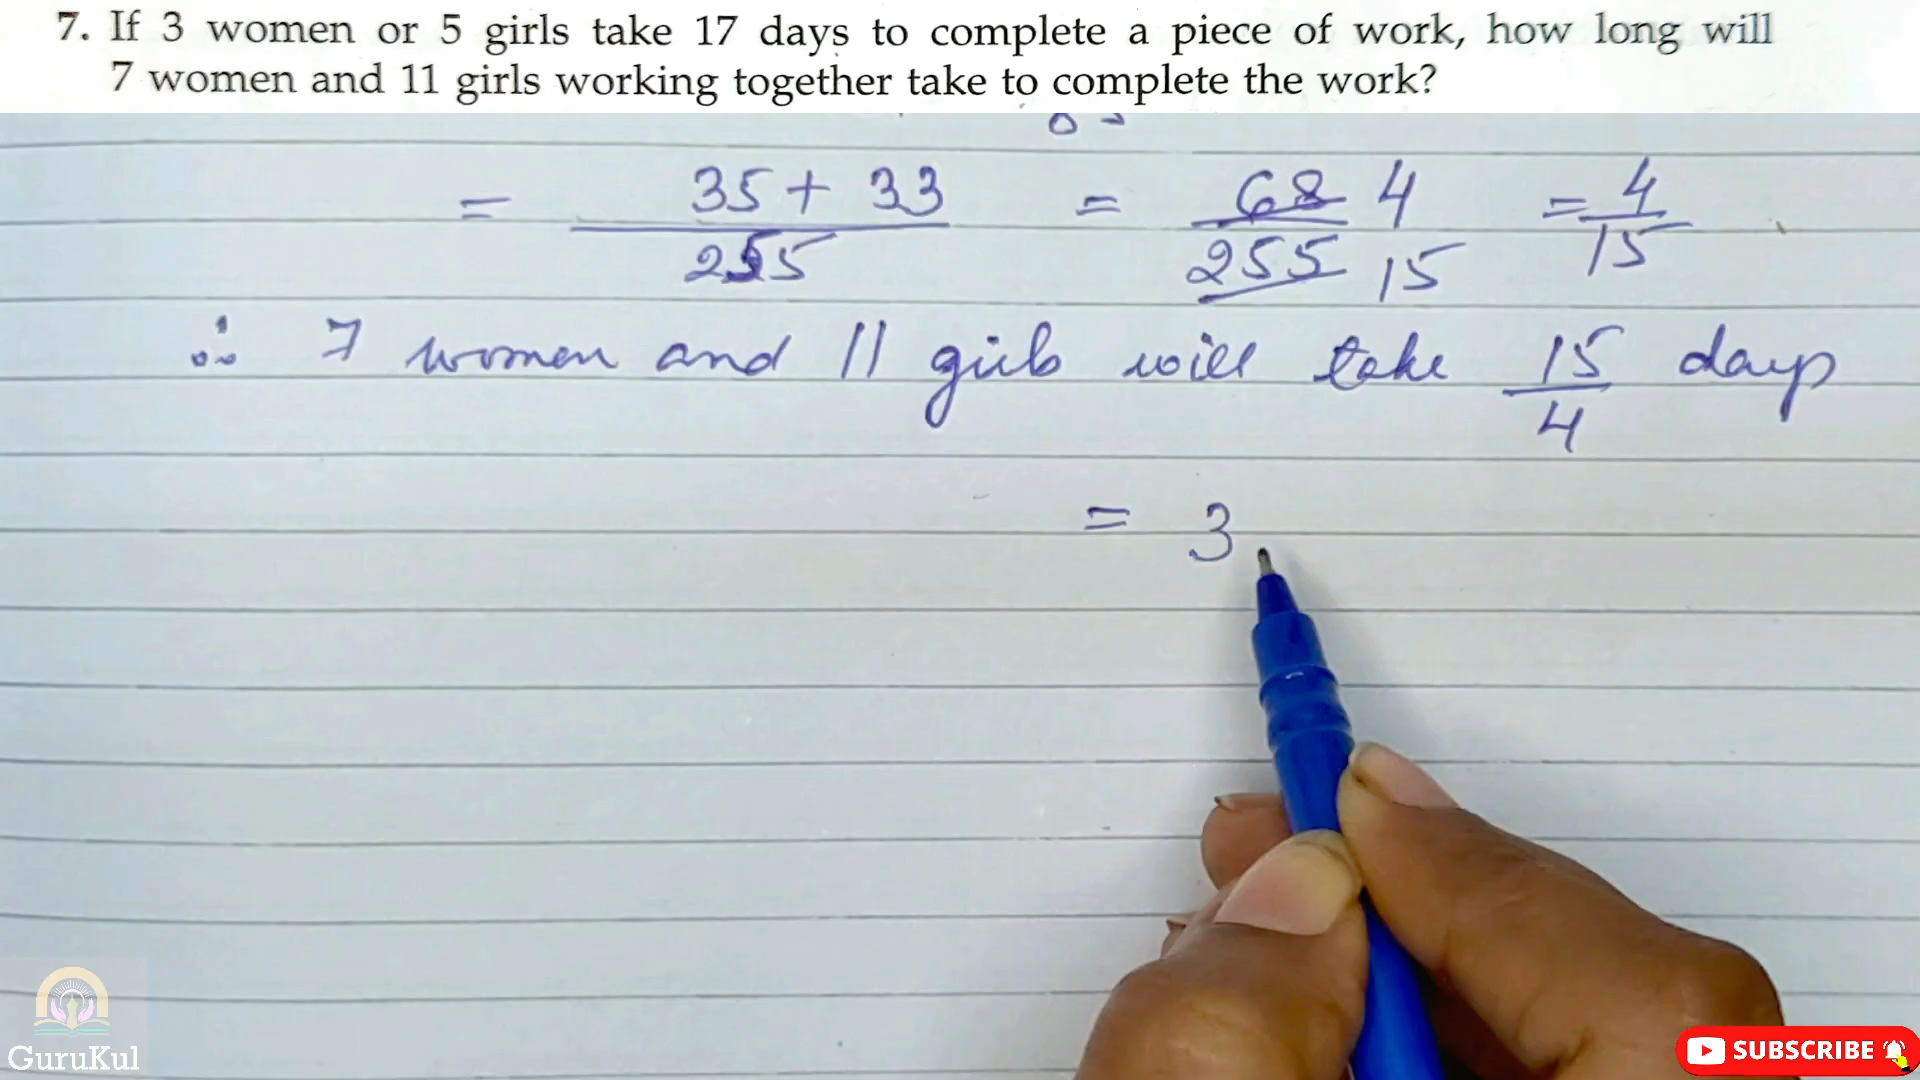 7. If 3 women or 5 girls take 17 days to complete a piece of work, how long will
7 women and 11 girls working together take to complete the work?
= 35 + 33 / 255 = 68 / 255 4 / 15 = 4 / 15
∴ 7 women and 11 girls will take 15 / 4 days
= 3
GuruKul
SUBSCRIBE